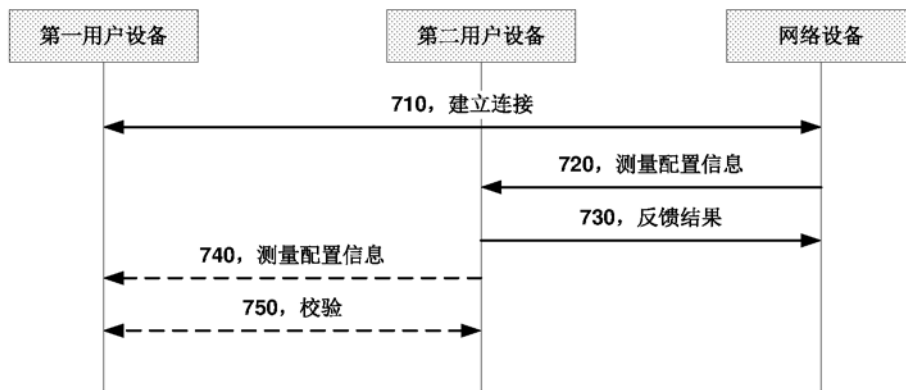 第一用户设备
第二用户设备
网络设备
710，建立连接
720，测量配置信息
730，反馈结果
740，测量配置信息
750，校验